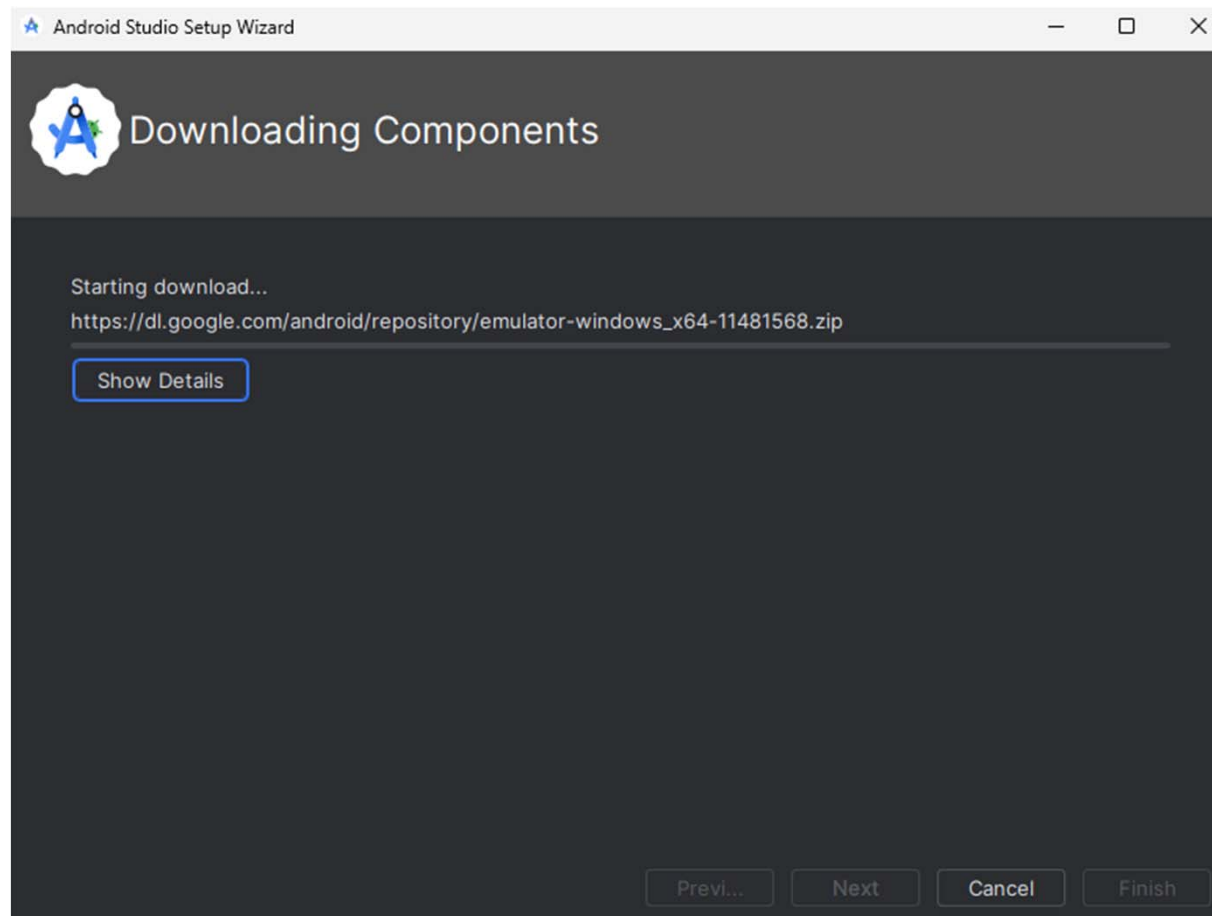 Android Studio Setup Wizard
Downloading Components
Starting download...
https://dl.google.com/android/repository/emulator-windows_x64-11481568.zip
Show Details
Previ... Next Cancel Finish